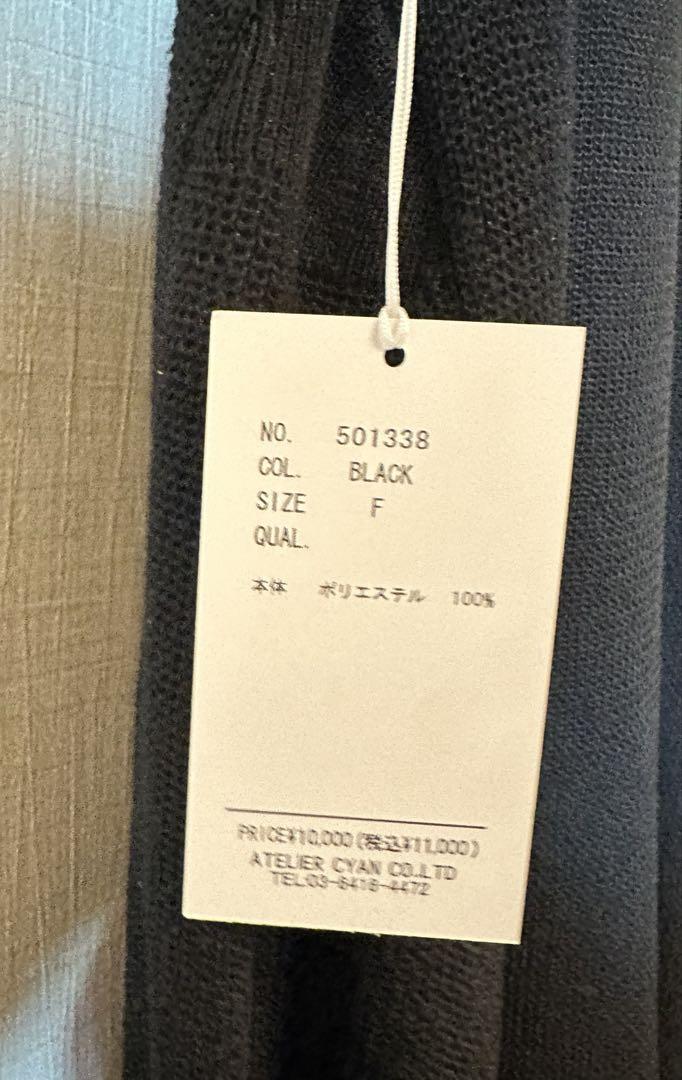 NO. 501338
COL. BLACK
SIZE F
QUAL.
本体 ポリエステル 100%
PRICE¥10,000(税込¥11,000)
ATELIER CYAN CO.LTD
TEL.03-6416-4472